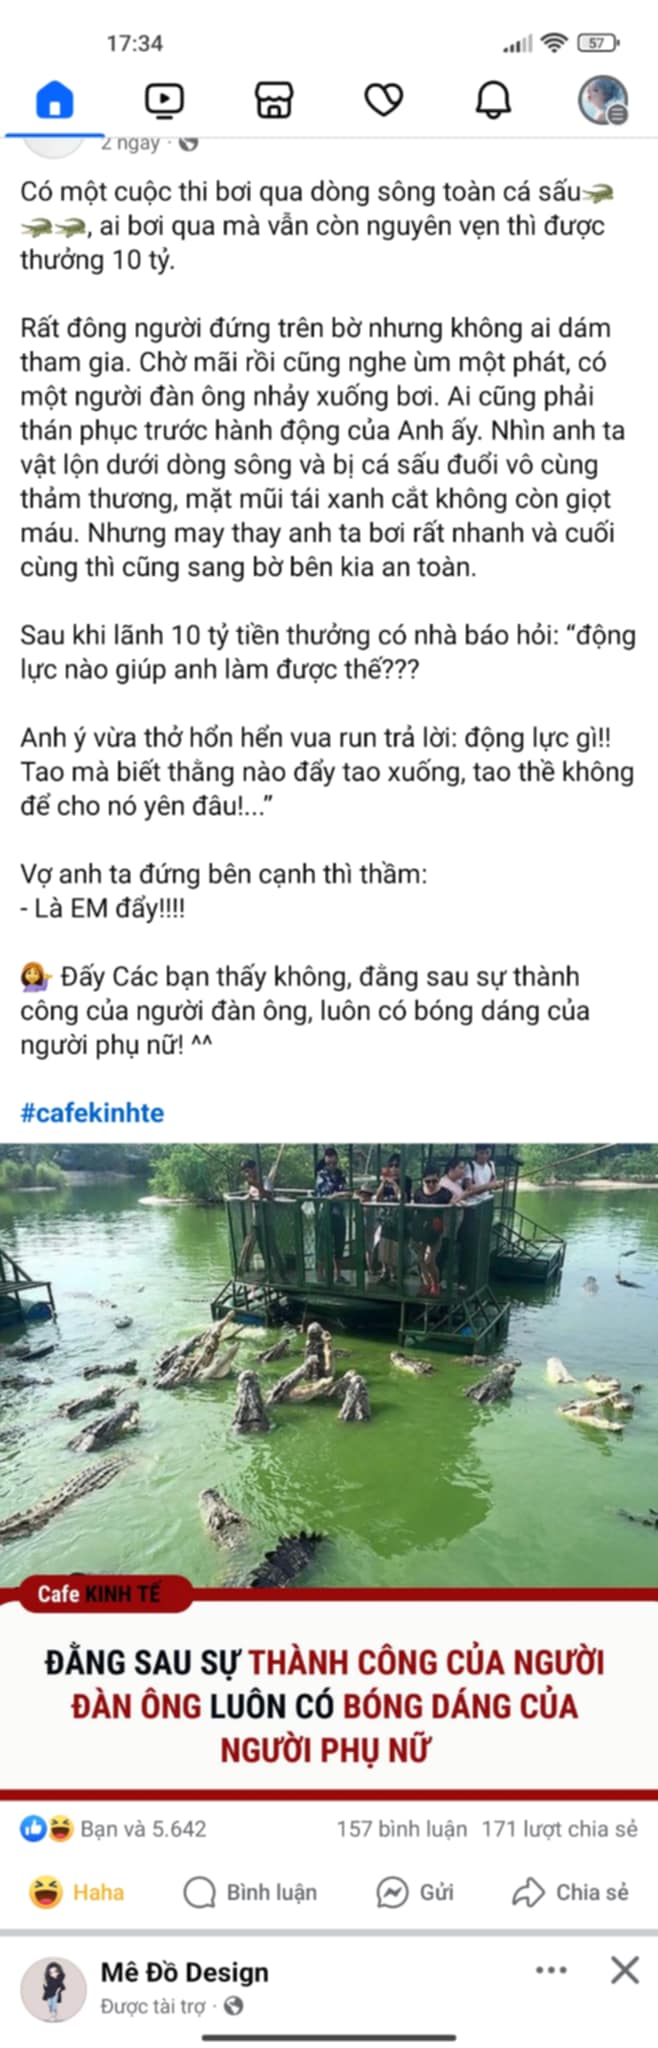 17:34
57
2 ngày
Có một cuộc thi bơi qua dòng sông toàn cá sấu🐊
🐊🐊, ai bơi qua mà vẫn còn nguyên vẹn thì được
thưởng 10 tỷ.
Rất đông người đứng trên bờ nhưng không ai dám
tham gia. Chờ mãi rồi cũng nghe ùm một phát, có
một người đàn ông nhảy xuống bơi. Ai cũng phải
thán phục trước hành động của Anh ấy. Nhìn anh ta
vật lộn dưới dòng sông và bị cá sấu đuổi vô cùng
thảm thương, mặt mũi tái xanh cắt không còn giọt
máu. Nhưng may thay anh ta bơi rất nhanh và cuối
cùng thì cũng sang bờ bên kia an toàn.
Sau khi lãnh 10 tỷ tiền thưởng có nhà báo hỏi: “động
lực nào giúp anh làm được thế???
Anh ý vừa thở hổn hển vua run trả lời: động lực gì!!
Tao mà biết thằng nào đẩy tao xuống, tao thề không
để cho nó yên đâu!...”
Vợ anh ta đứng bên cạnh thì thầm:
- Là EM đẩy!!!!
💁‍♀️ Đấy Các bạn thấy không, đằng sau sự thành
công của người đàn ông, luôn có bóng dáng của
người phụ nữ! ^^
#cafekinhte
Cafe KINH TẾ
ĐẰNG SAU SỰ THÀNH CÔNG CỦA NGƯỜI
ĐÀN ÔNG LUÔN CÓ BÓNG DÁNG CỦA
NGƯỜI PHỤ NỮ
Bạn và 5.642 157 bình luận 171 lượt chia sẻ
Haha Bình luận Gửi Chia sẻ
Mê Đồ Design
Được tài trợ